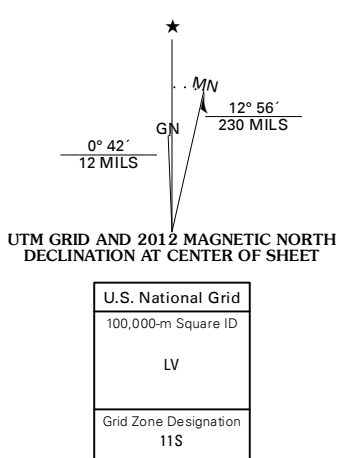 ★
MN
12° 56´
230 MILS
GN
0° 42´
12 MILS
UTM GRID AND 2012 MAGNETIC NORTH
DECLINATION AT CENTER OF SHEET
U.S. National Grid
100,000-m Square ID
LV
Grid Zone Designation
11S